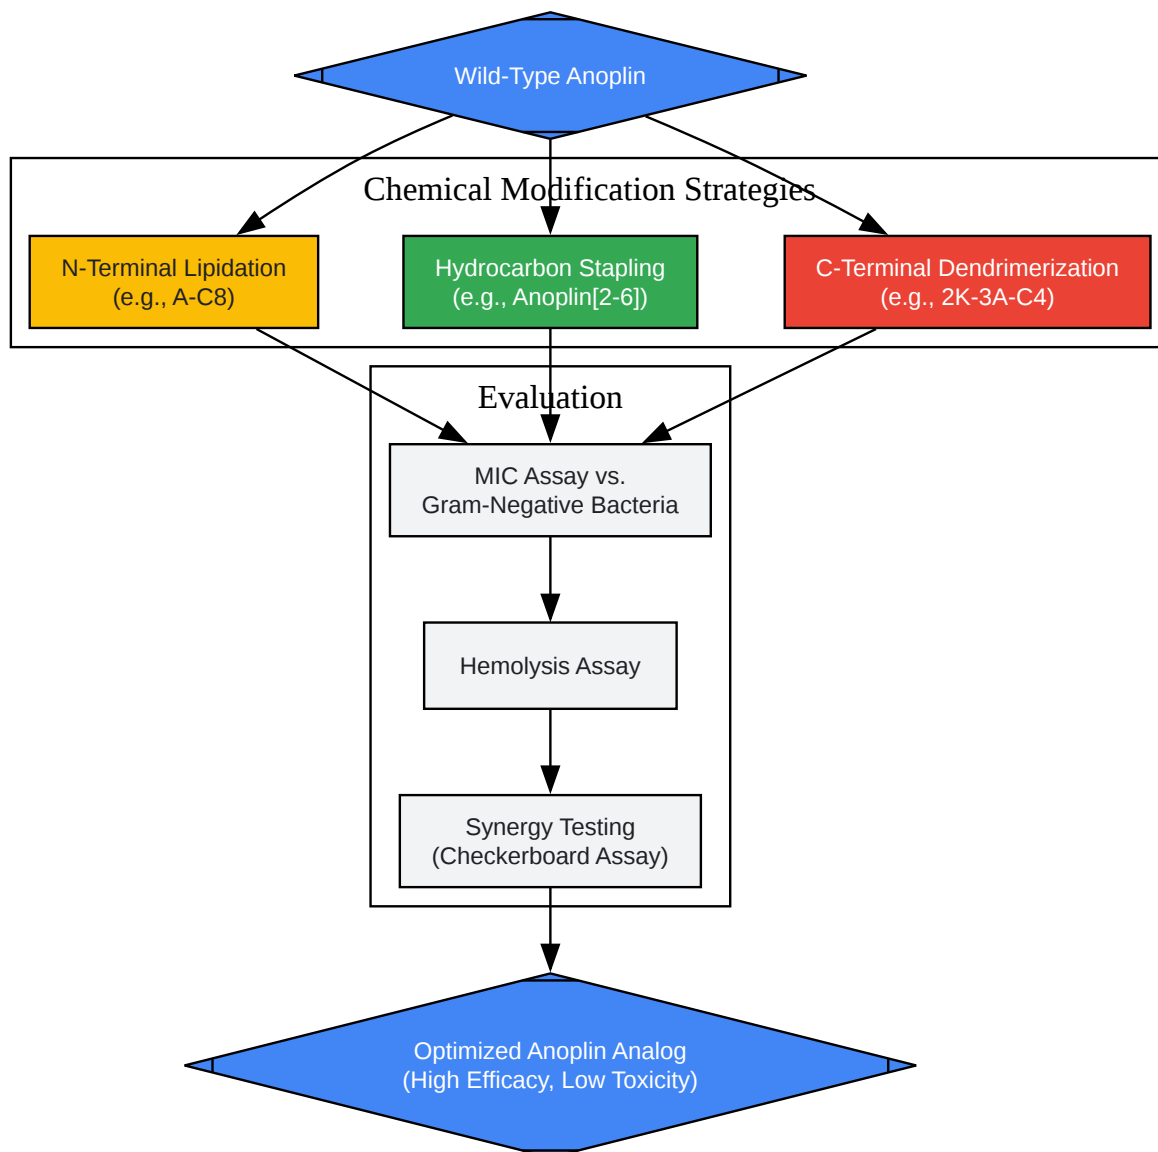 Wild-Type Anoplin
Chemical Modification Strategies
N-Terminal Lipidation
(e.g., A-C8)
Hydrocarbon Stapling
(e.g., Anoplin[2-6])
C-Terminal Dendrimerization
(e.g., 2K-3A-C4)
Evaluation
MIC Assay vs.
Gram-Negative Bacteria
Hemolysis Assay
Synergy Testing
(Checkerboard Assay)
Optimized Anoplin Analog
(High Efficacy, Low Toxicity)